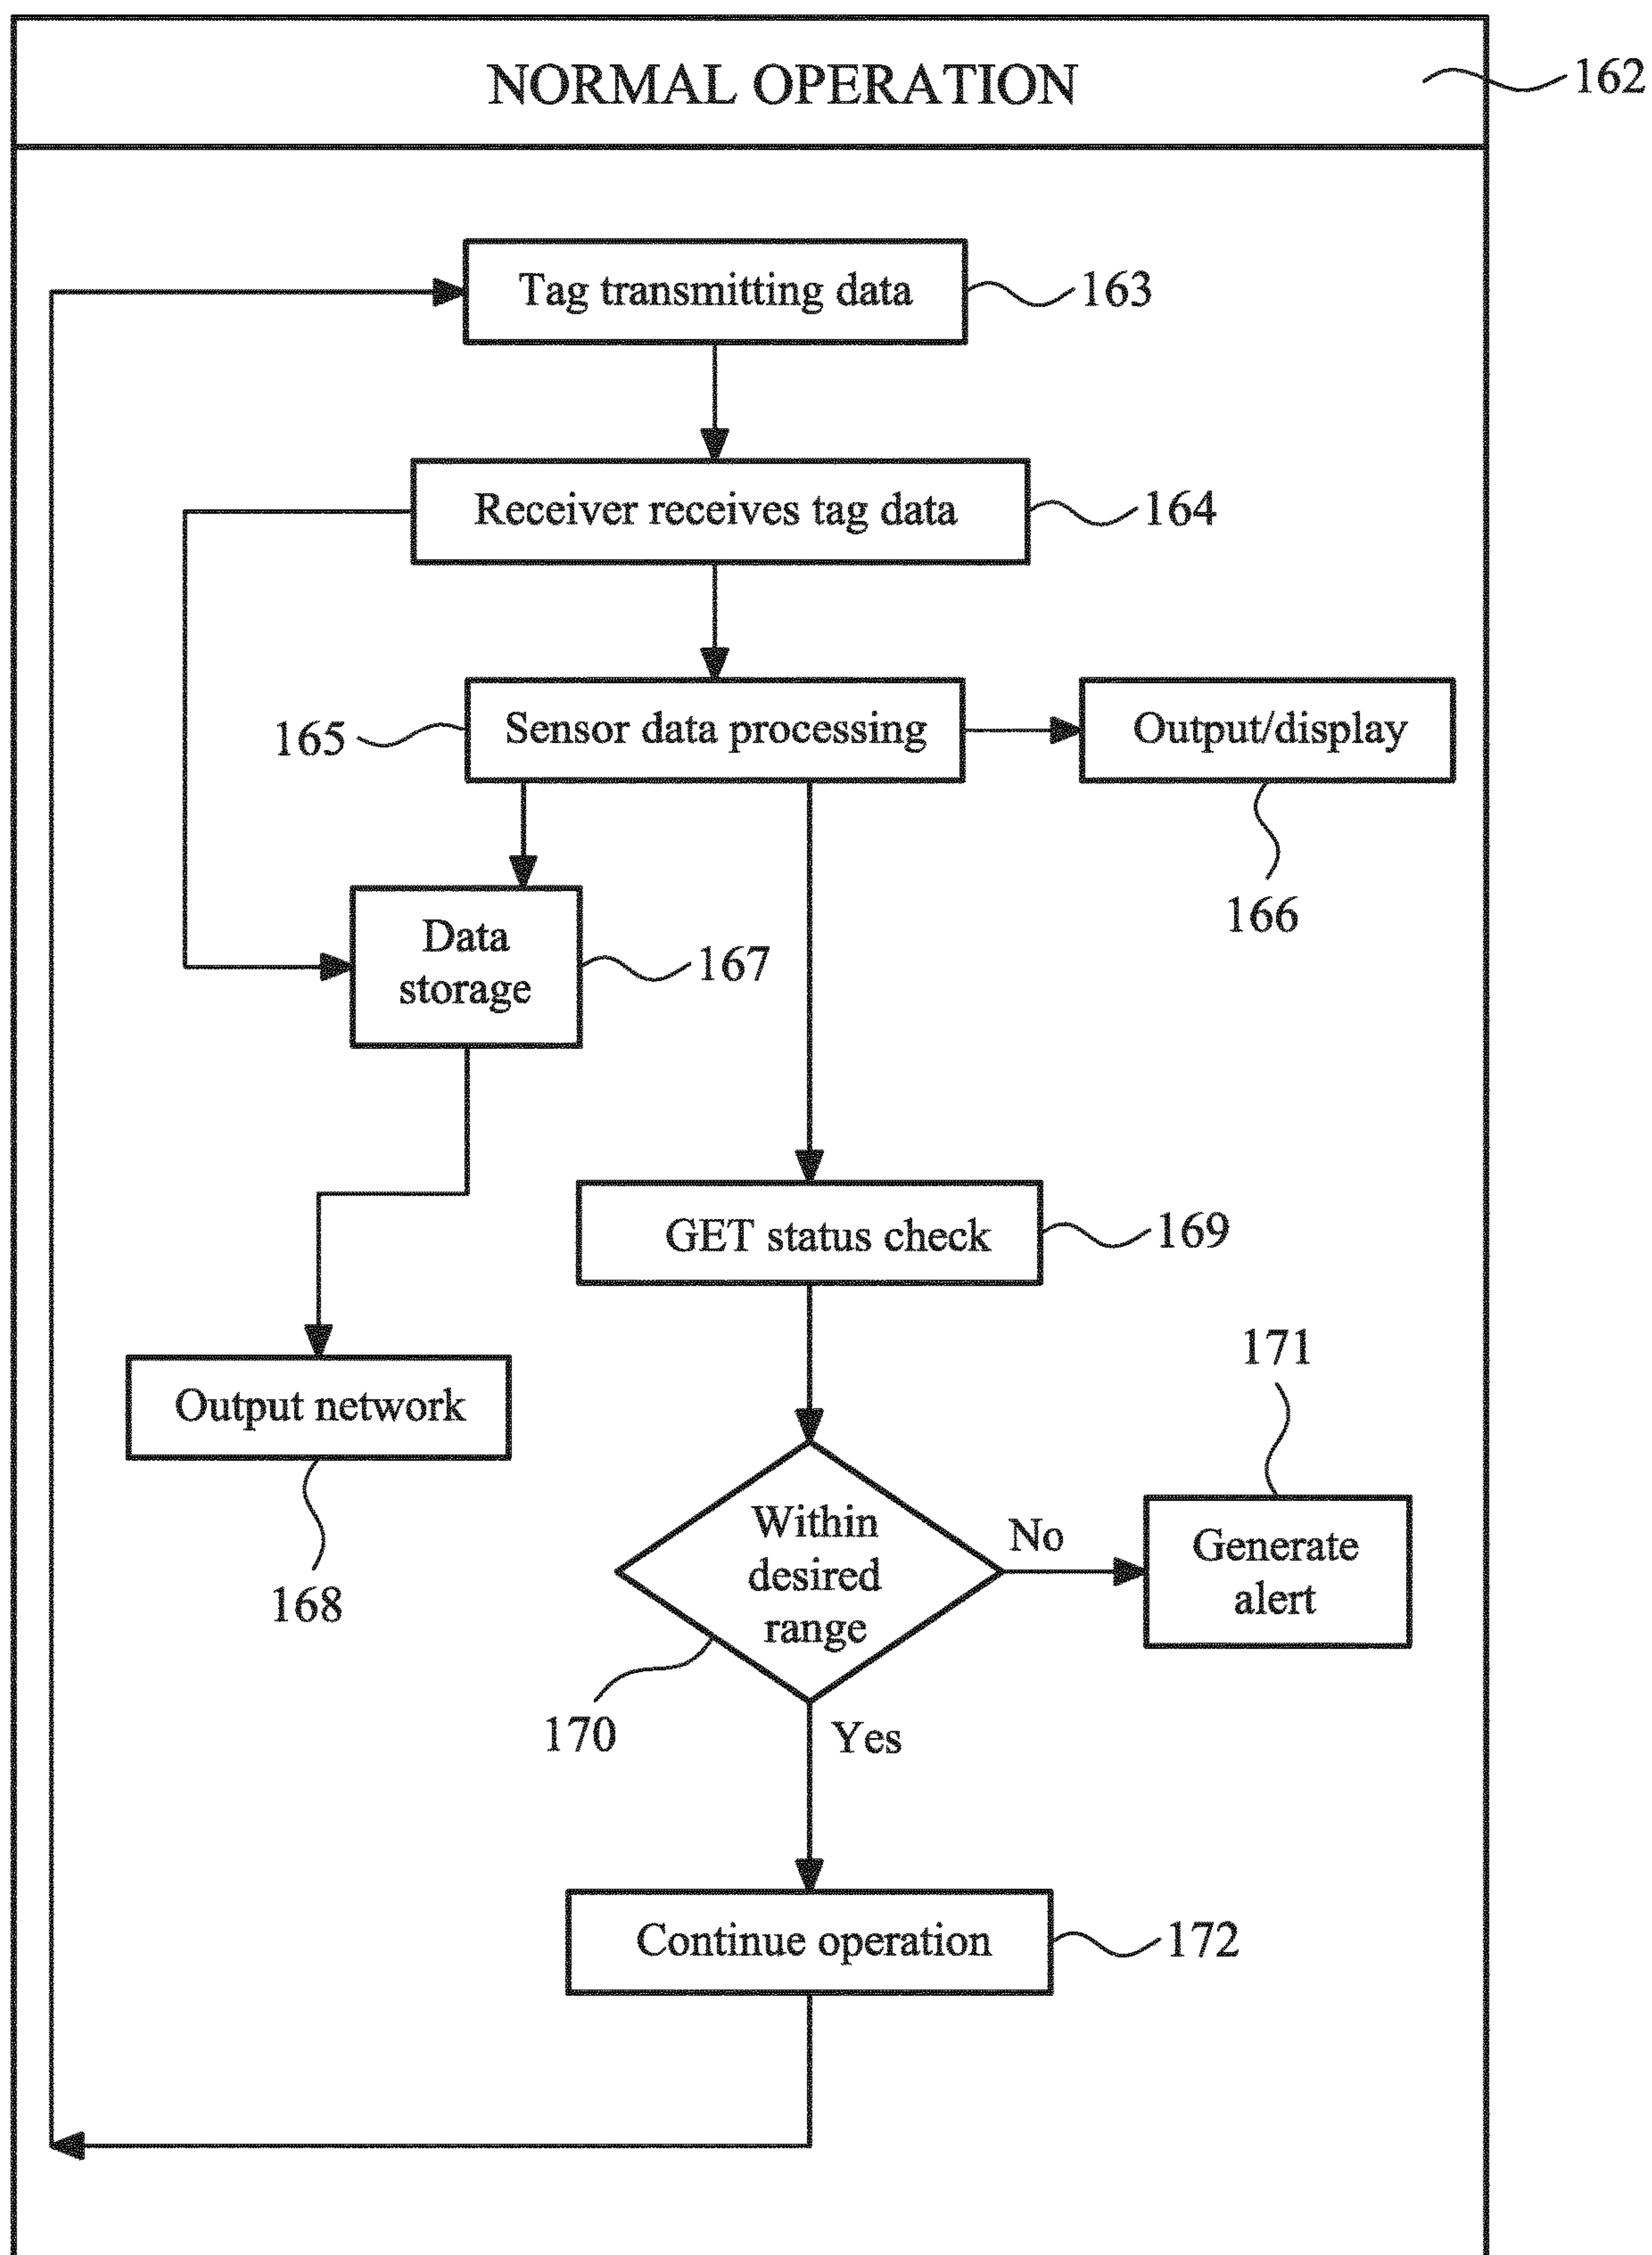 NORMAL OPERATION
162
Tag transmitting data
163
Receiver receives tag data
164
165
Sensor data processing
Output/display
166
Data
storage
167
GET status check
169
Output network
168
171
Within
desired
range
No
Generate
alert
170
Yes
Continue operation
172